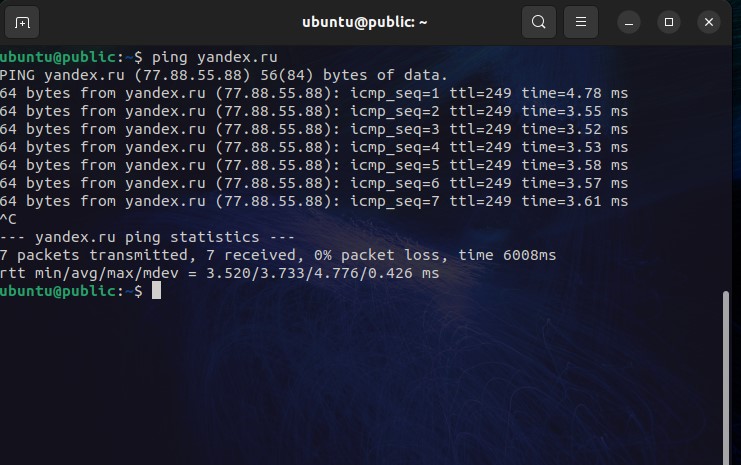 ubuntu@public: ~
ubuntu@public:~$ ping yandex.ru
PING yandex.ru (77.88.55.88) 56(84) bytes of data.
64 bytes from yandex.ru (77.88.55.88): icmp_seq=1 ttl=249 time=4.78 ms
64 bytes from yandex.ru (77.88.55.88): icmp_seq=2 ttl=249 time=3.55 ms
64 bytes from yandex.ru (77.88.55.88): icmp_seq=3 ttl=249 time=3.52 ms
64 bytes from yandex.ru (77.88.55.88): icmp_seq=4 ttl=249 time=3.53 ms
64 bytes from yandex.ru (77.88.55.88): icmp_seq=5 ttl=249 time=3.58 ms
64 bytes from yandex.ru (77.88.55.88): icmp_seq=6 ttl=249 time=3.57 ms
64 bytes from yandex.ru (77.88.55.88): icmp_seq=7 ttl=249 time=3.61 ms
^C
--- yandex.ru ping statistics ---
7 packets transmitted, 7 received, 0% packet loss, time 6008ms
rtt min/avg/max/mdev = 3.520/3.733/4.776/0.426 ms
ubuntu@public:~$